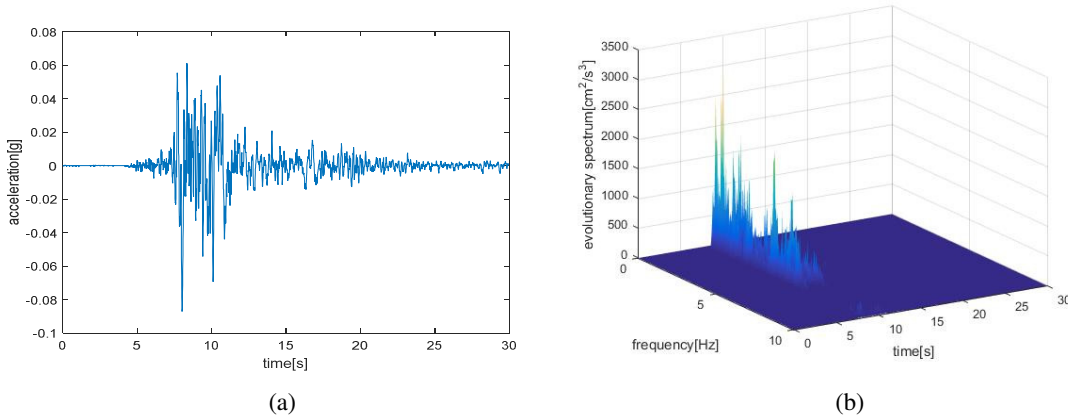 0.08
0.06
0.04
0.02
0
-0.02
-0.04
-0.06
-0.08
-0.1
acceleration[g]
0 5 10 15 20 25 30
time[s]
(a)
3500
3000
2500
2000
1500
1000
500
0
evolutionary spectrum[cm²/s³]
0
5
10
frequency[Hz]
0 5 10 15 20 25 30
time[s]
(b)